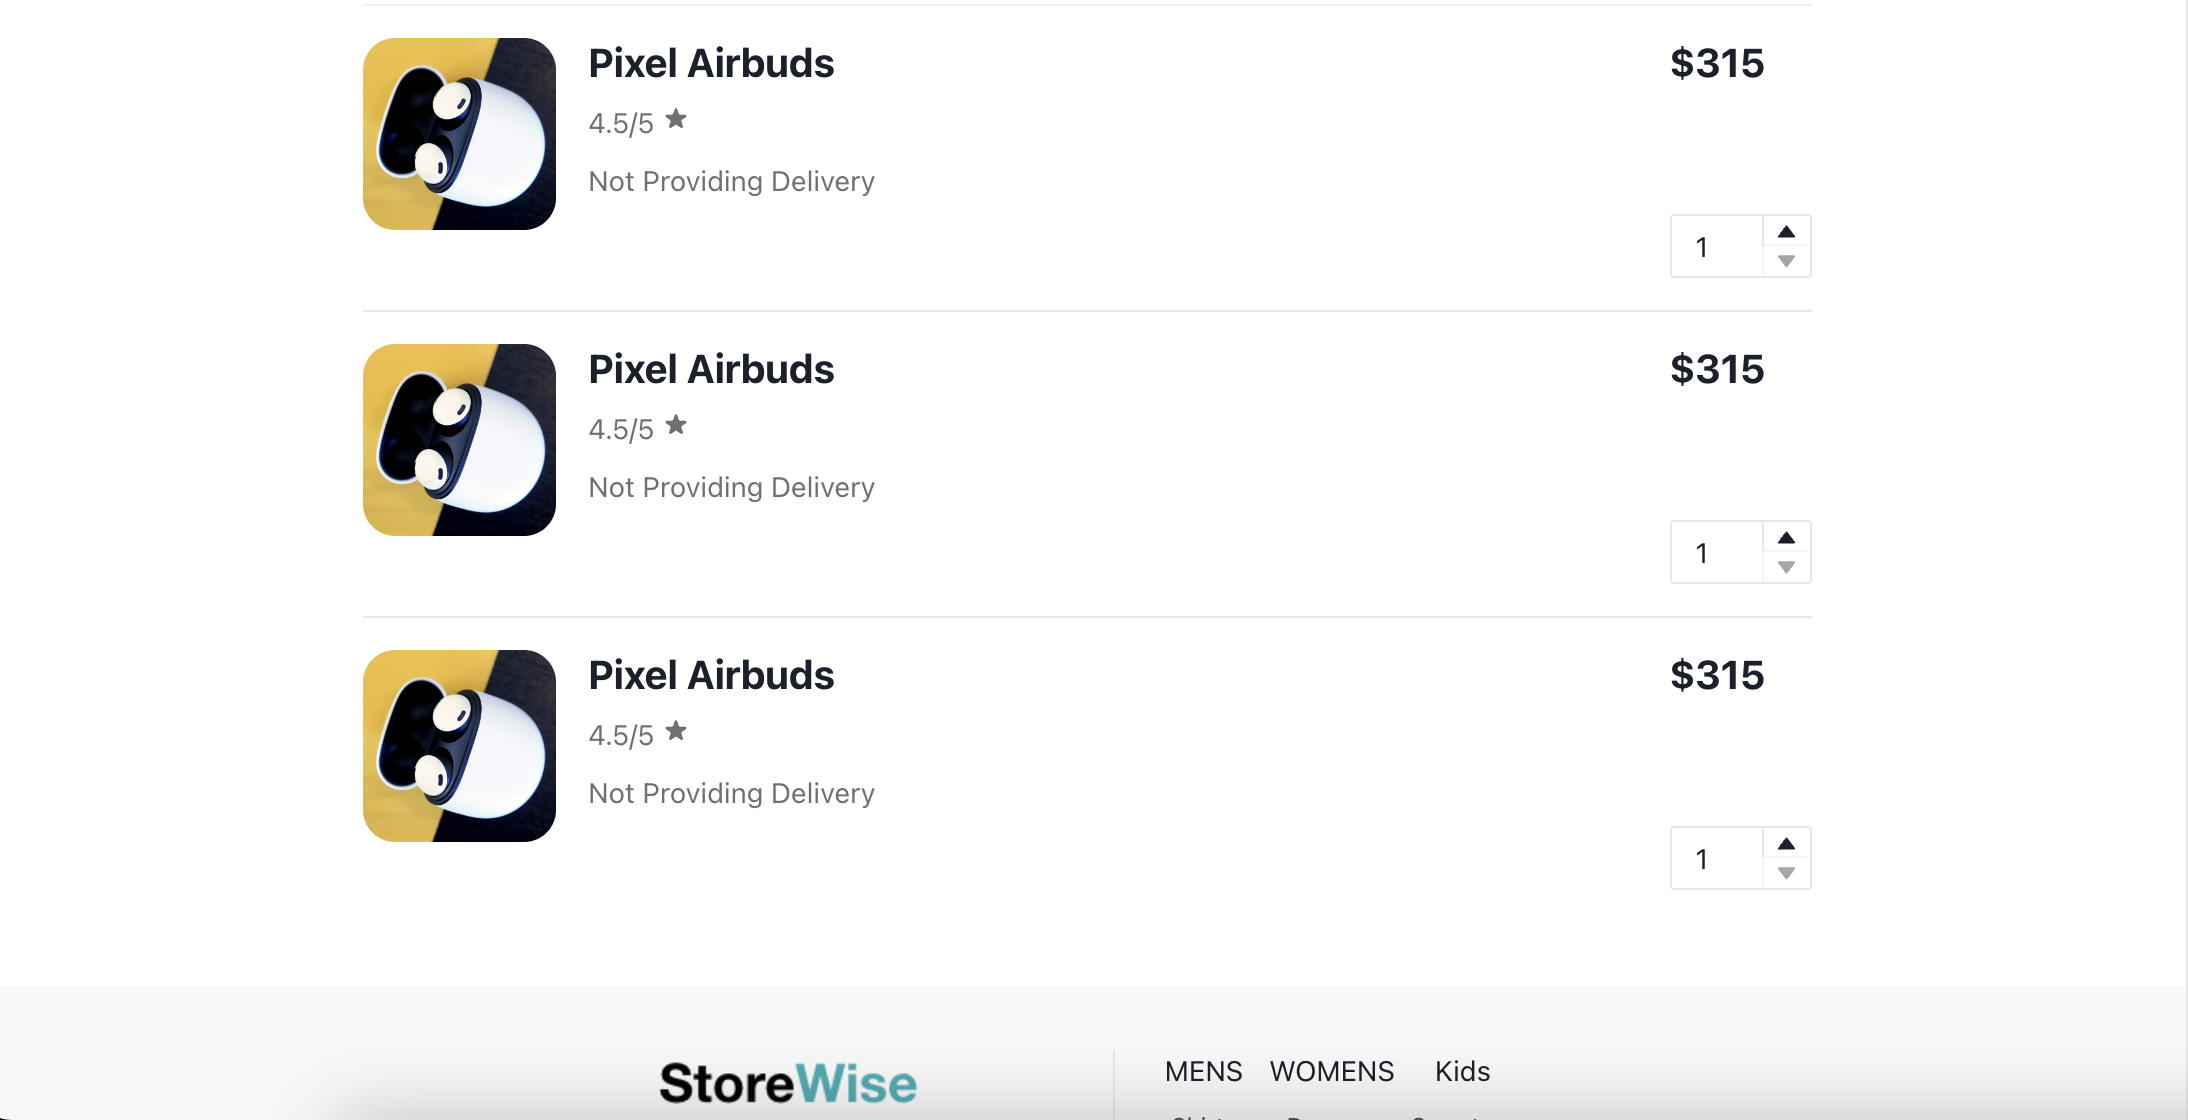 Pixel Airbuds
$315
4.5/5
Not Providing Delivery
1
Pixel Airbuds
$315
4.5/5
Not Providing Delivery
1
Pixel Airbuds
$315
4.5/5
Not Providing Delivery
1
StoreWise
MENS WOMENS Kids